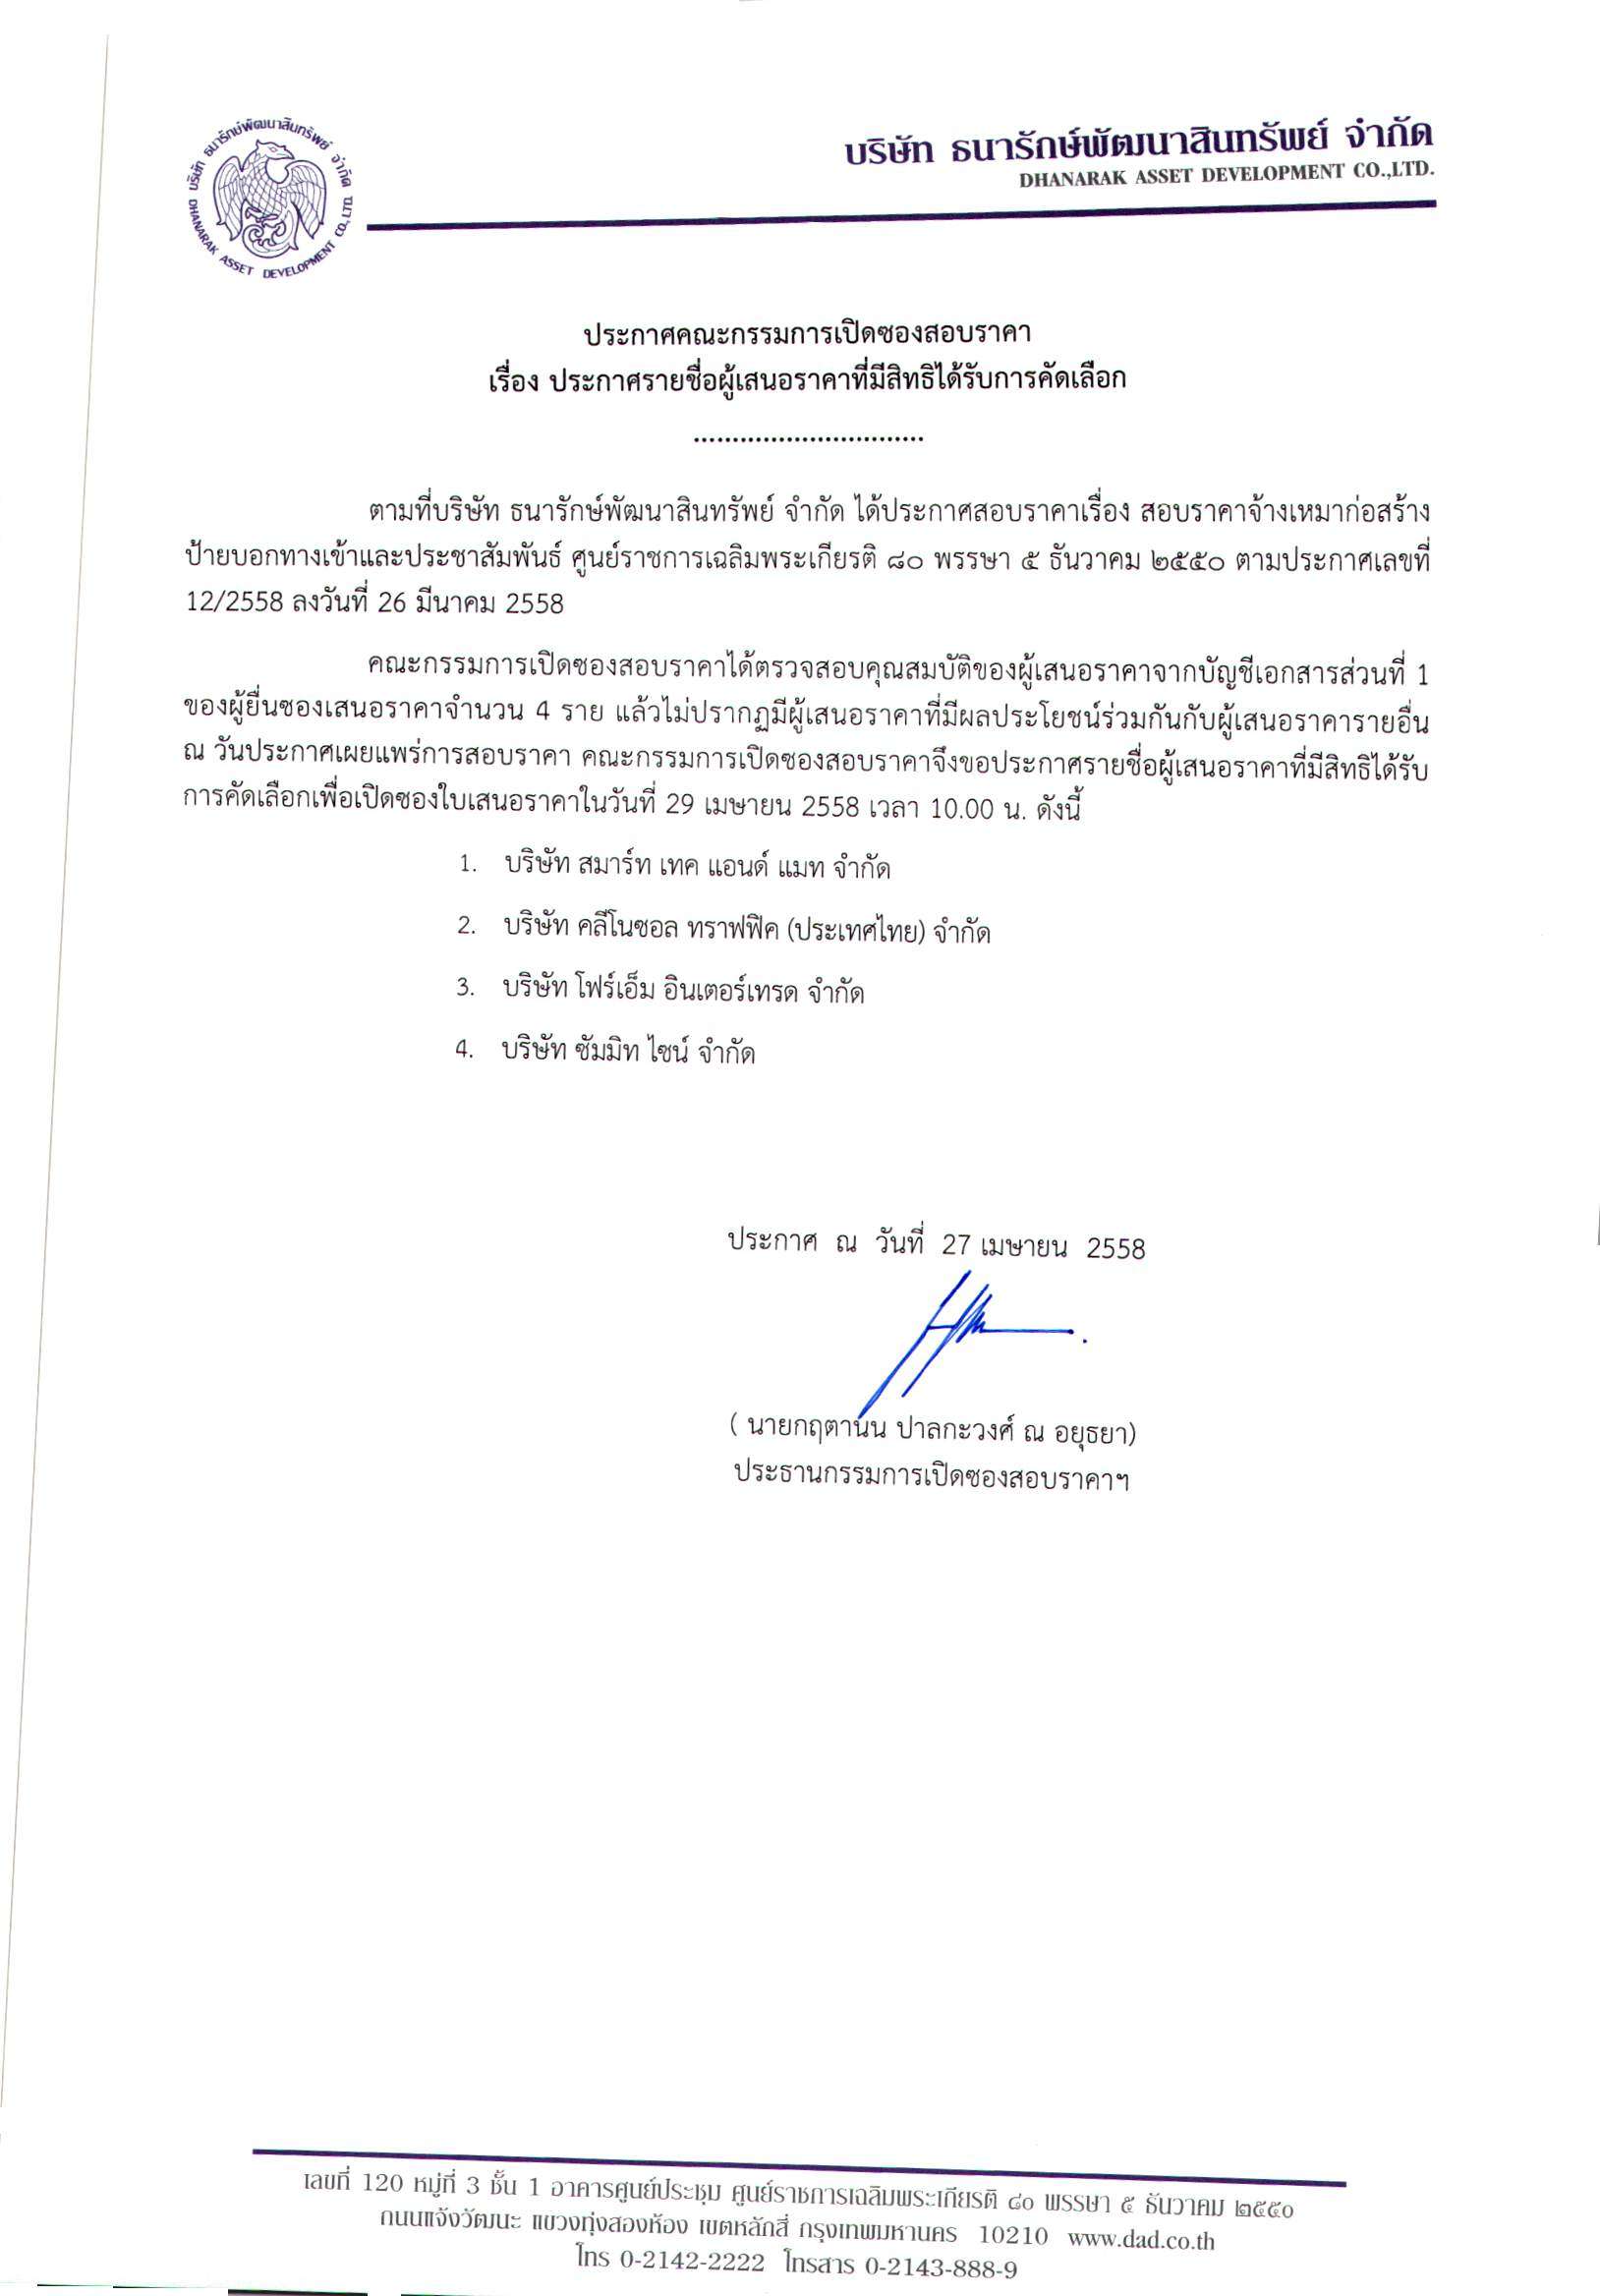 บริษัท ธนารักษ์พัฒนาสินทรัพย์ จำกัด
DHANARAK ASSET DEVELOPMENT CO.,LTD.
บริษัท ธนารักษ์พัฒนาสินทรัพย์ จำกัด
DHANARAK ASSET DEVELOPMENT CO.,LTD.
ประกาศคณะกรรมการเปิดซองสอบราคา
เรื่อง ประกาศรายชื่อผู้เสนอราคาที่มีสิทธิได้รับการคัดเลือก
..............................
ตามที่บริษัท ธนารักษ์พัฒนาสินทรัพย์ จำกัด ได้ประกาศสอบราคาเรื่อง สอบราคาจ้างเหมาก่อสร้าง
ป้ายบอกทางเข้าและประชาสัมพันธ์ ศูนย์ราชการเฉลิมพระเกียรติ ๘๐ พรรษา ๕ ธันวาคม ๒๕๕๐ ตามประกาศเลขที่
12/2558 ลงวันที่ 26 มีนาคม 2558
คณะกรรมการเปิดซองสอบราคาได้ตรวจสอบคุณสมบัติของผู้เสนอราคาจากบัญชีเอกสารส่วนที่ 1
ของผู้ยื่นซองเสนอราคาจำนวน 4 ราย แล้วไม่ปรากฏมีผู้เสนอราคาที่มีผลประโยชน์ร่วมกันกับผู้เสนอราคารายอื่น
ณ วันประกาศเผยแพร่การสอบราคา คณะกรรมการเปิดซองสอบราคาจึงขอประกาศรายชื่อผู้เสนอราคาที่มีสิทธิได้รับ
การคัดเลือกเพื่อเปิดซองใบเสนอราคาในวันที่ 29 เมษายน 2558 เวลา 10.00 น. ดังนี้
1. บริษัท สมาร์ท เทค แอนด์ แมท จำกัด
2. บริษัท คลีโนซอล ทราฟฟิค (ประเทศไทย) จำกัด
3. บริษัท โฟร์เอ็ม อินเตอร์เทรด จำกัด
4. บริษัท ซัมมิท ไซน์ จำกัด
ประกาศ ณ วันที่ 27 เมษายน 2558
( นายกฤตานน ปาลกะวงศ์ ณ อยุธยา)
ประธานกรรมการเปิดซองสอบราคาฯ
เลขที่ 120 หมู่ที่ 3 ชั้น 1 อาคารศูนย์ประชุม ศูนย์ราชการเฉลิมพระเกียรติ ๘๐ พรรษา ๕ ธันวาคม ๒๕๕๐
ถนนแจ้งวัฒนะ แขวงทุ่งสองห้อง เขตหลักสี่ กรุงเทพมหานคร 10210 www.dad.co.th
โทร 0-2142-2222 โทรสาร 0-2143-888-9